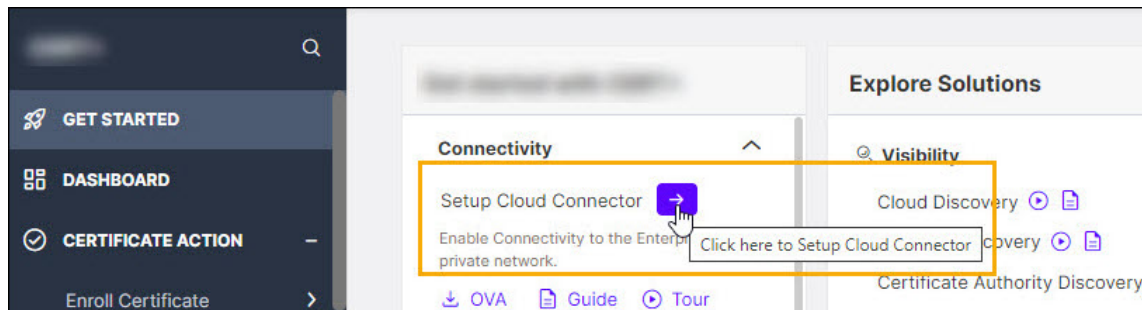 GET STARTED
DASHBOARD
CERTIFICATE ACTION
Enroll Certificate
Connectivity
Setup Cloud Connector
Enable Connectivity to the
private network.
Click here to Setup Cloud Connector
OVA Guide Tour
Explore Solutions
Visibility
Cloud Discovery
Certificate Authority Discovery